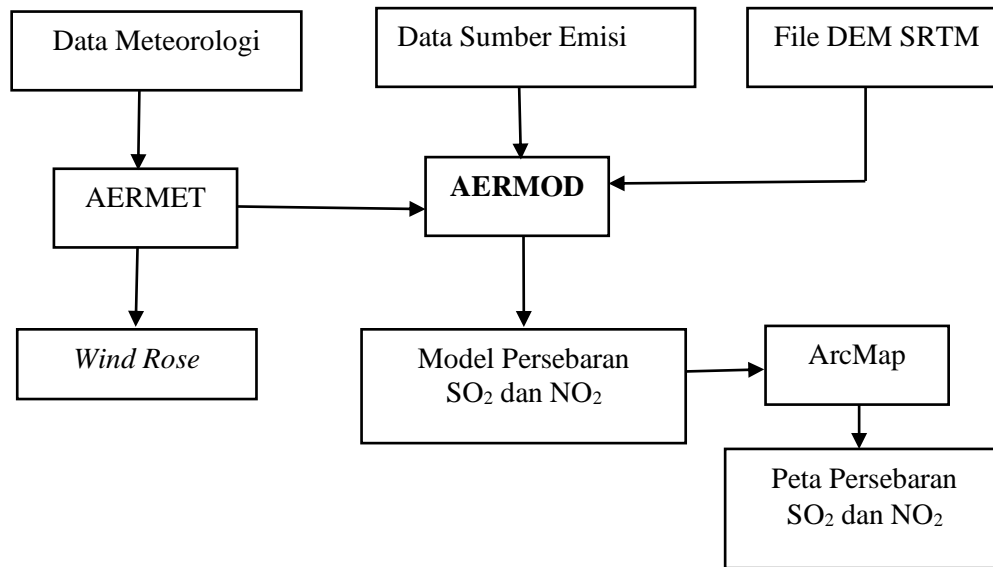 Data Meteorologi
Data Sumber Emisi
File DEM SRTM
AERMET
AERMOD
Wind Rose
Model Persebaran
SO₂ dan NO₂
ArcMap
Peta Persebaran
SO₂ dan NO₂